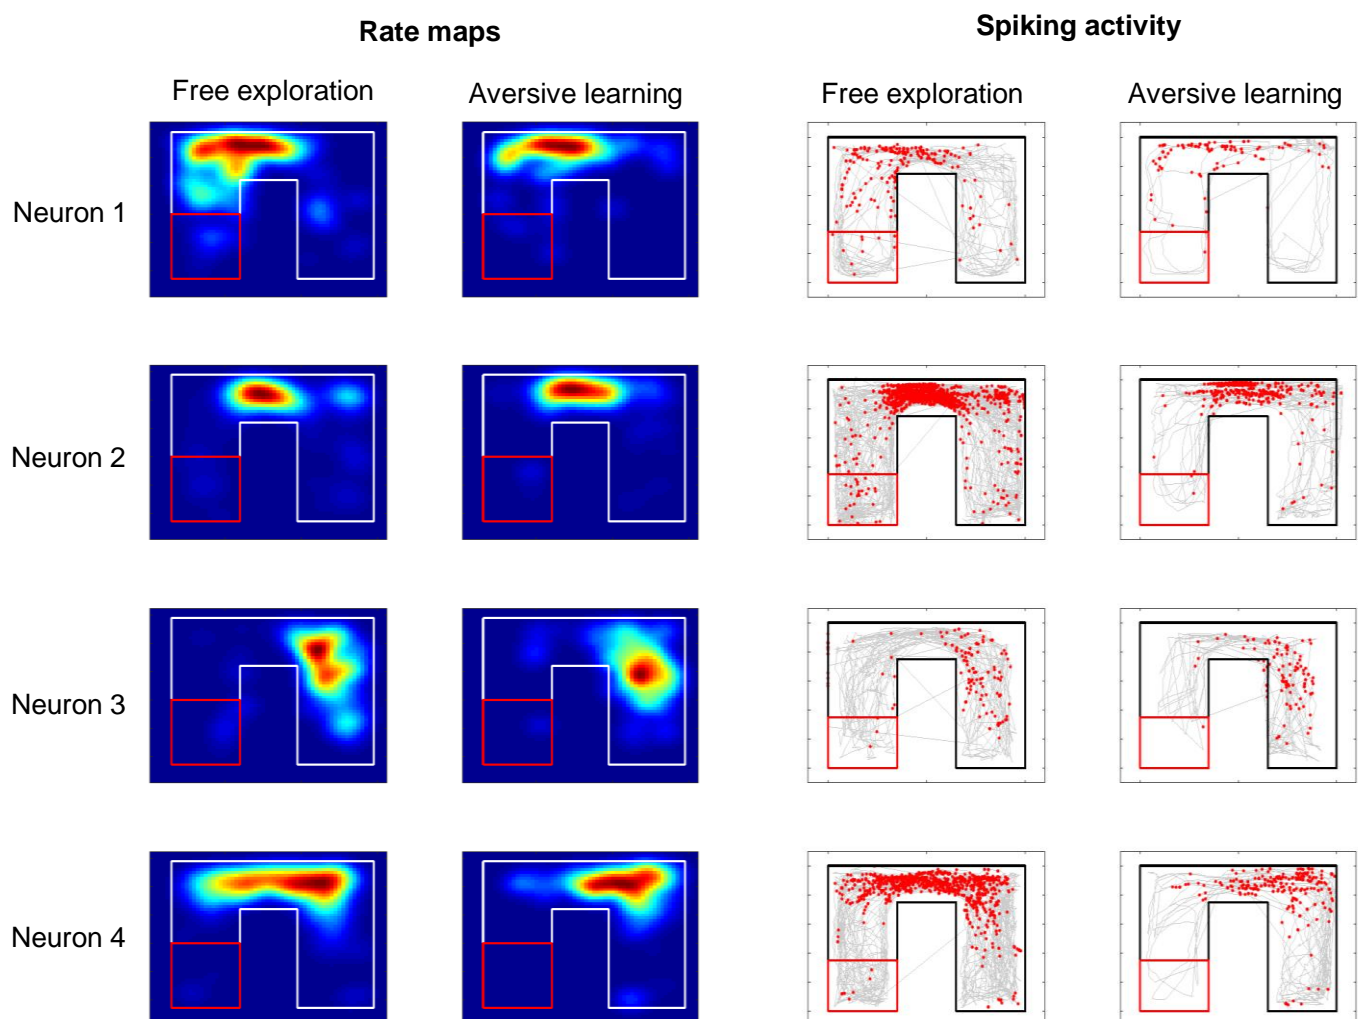 Rate maps
Spiking activity
Free exploration
Aversive learning
Free exploration
Aversive learning
Neuron 1
Neuron 2
Neuron 3
Neuron 4